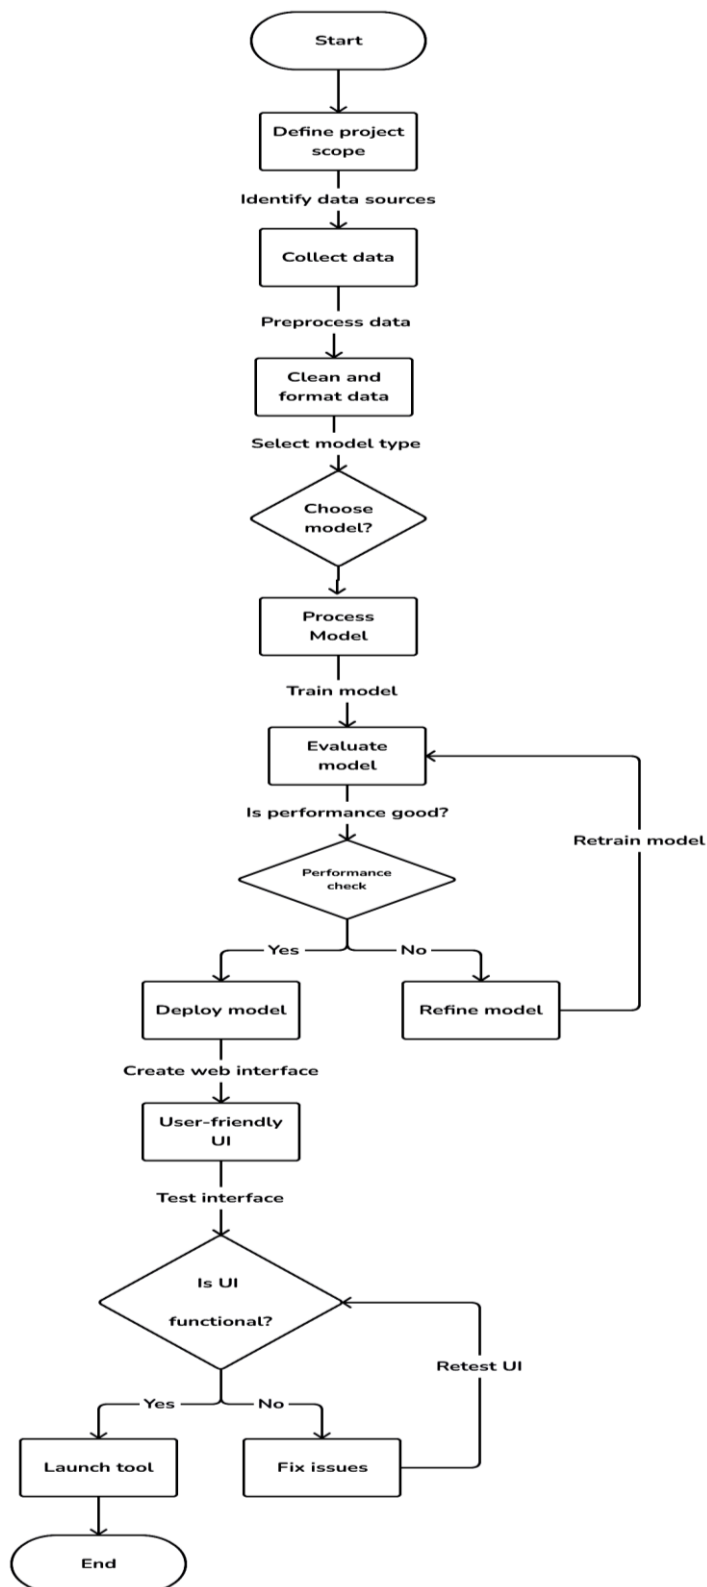 Start
Define project
scope
Identify data sources
Collect data
Preprocess data
Clean and
format data
Select model type
Choose
model?
Process
Model
Train model
Evaluate
model
Is performance good?
Retrain model
Performance
check
Yes
No
Deploy model
Refine model
Create web interface
User-friendly
UI
Test interface
Is UI
functional?
Retest UI
Yes
No
Launch tool
Fix issues
End